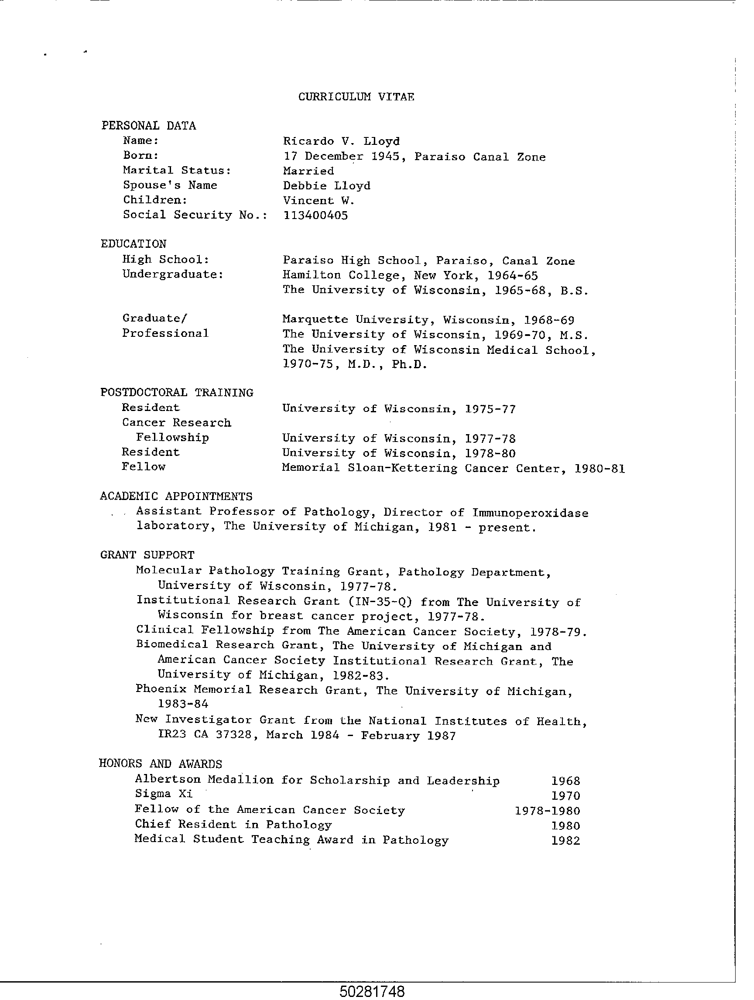 CURRICULUM VITAE
PERSONAL DATA
Name: Ricardo V. Lloyd
Born: 17 December 1945, Paraiso Canal Zone
Marital Status: Married
Spouse's Name Debbie Lloyd
Children: Vincent W.
Social Security No.: 113400405
EDUCATION
High School: Paraiso High School, Paraiso, Canal Zone
Undergraduate: Hamilton College, New York, 1964-65
The University of Wisconsin, 1965-68, B.S.
Graduate/ Marquette University, Wisconsin, 1968-69
Professional The University of Wisconsin, 1969-70, M.S.
The University of Wisconsin Medical School,
1970-75, M.D., Ph.D.
POSTDOCTORAL TRAINING
Resident University of Wisconsin, 1975-77
Cancer Research
Fellowship University of Wisconsin, 1977-78
Resident University of Wisconsin, 1978-80
Fellow Memorial Sloan-Kettering Cancer Center, 1980-81
ACADEMIC APPOINTMENTS
Assistant Professor of Pathology, Director of Immunoperoxidase
laboratory, The University of Michigan, 1981 - present.
GRANT SUPPORT
Molecular Pathology Training Grant, Pathology Department,
University of Wisconsin, 1977-78.
Institutional Research Grant (IN-35-Q) from The University of
Wisconsin for breast cancer project, 1977-78.
Clinical Fellowship from The American Cancer Society, 1978-79.
Biomedical Research Grant, The University of Michigan and
American Cancer Society Institutional Research Grant, The
University of Michigan, 1982-83.
Phoenix Memorial Research Grant, The University of Michigan,
1983-84
New Investigator Grant from the National Institutes of Health,
IR23 CA 37328, March 1984 - February 1987
HONORS AND AWARDS
Albertson Medallion for Scholarship and Leadership 1968
Sigma Xi 1970
Fellow of the American Cancer Society 1978-1980
Chief Resident in Pathology 1980
Medical Student Teaching Award in Pathology 1982
50281748